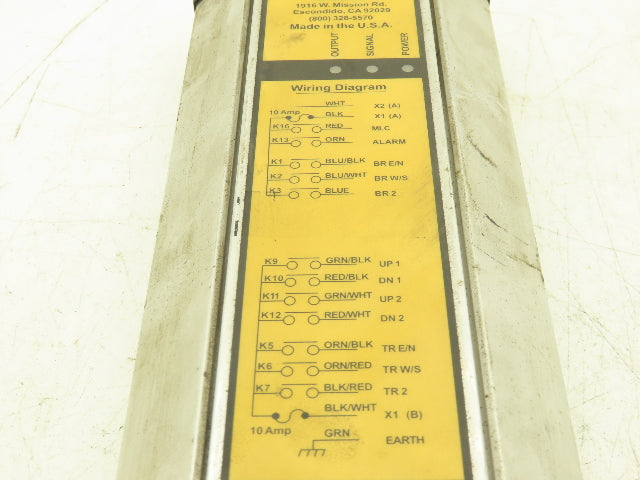 1916 W. Mission Rd.
Escondido, CA 92029
(800) 328-5570
Made in the U.S.A.
OUTPUT SIGNAL POWER
Wiring Diagram
WHT X2 (A)
10 Amp BLK X1 (A)
K16 RED MLC
K13 ORN ALARM
K1 BLU/BLK BR E/N
K2 BLU/WHT BR W/S
K3 BLUE BR 2
K9 GRN/BLK UP 1
K10 RED/BLK DN 1
K11 GRN/WHT UP 2
K12 RED/WHT DN 2
K5 ORN/BLK TR E/N
K6 ORN/RED TR W/S
K7 BLK/RED TR 2
BLK/WHT X1 (B)
10 Amp GRN EARTH